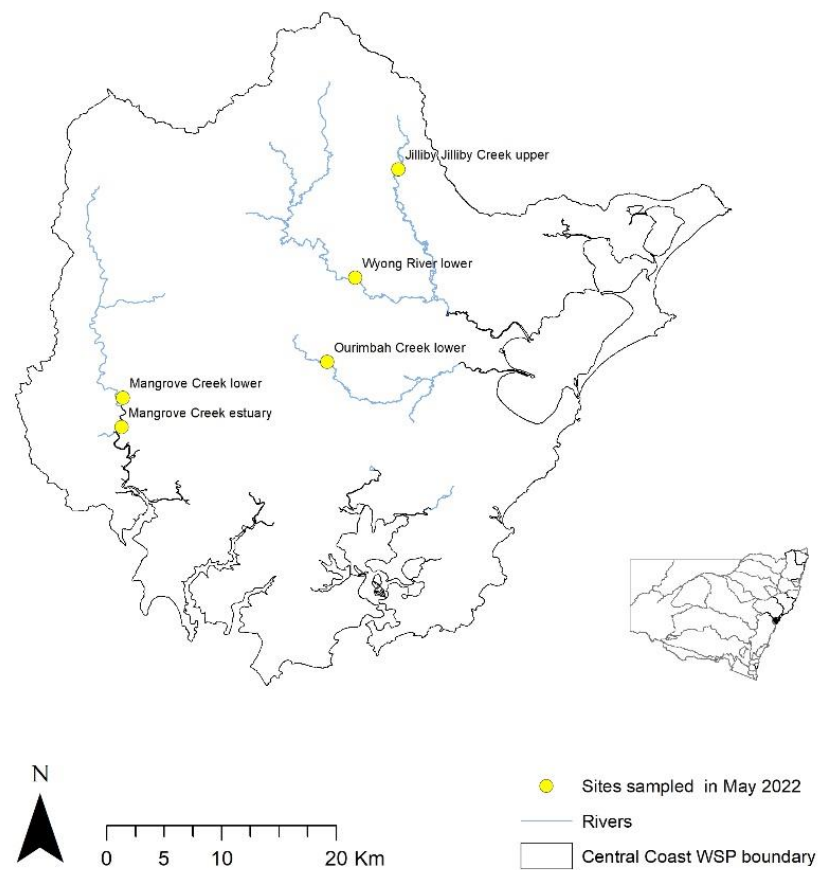 Jilliby Jilliby Creek upper
Wyong River lower
Ourimbah Creek lower
Mangrove Creek lower
Mangrove Creek estuary
N
0 5 10 20 Km
Sites sampled in May 2022
Rivers
Central Coast WSP boundary